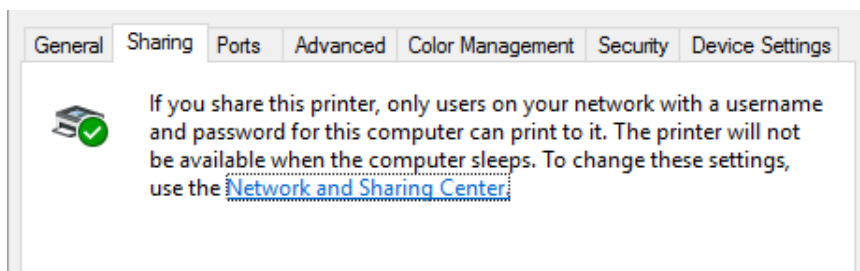 General Sharing Ports Advanced Color Management Security Device Settings
If you share this printer, only users on your network with a username
and password for this computer can print to it. The printer will not
be available when the computer sleeps. To change these settings,
use the Network and Sharing Center.